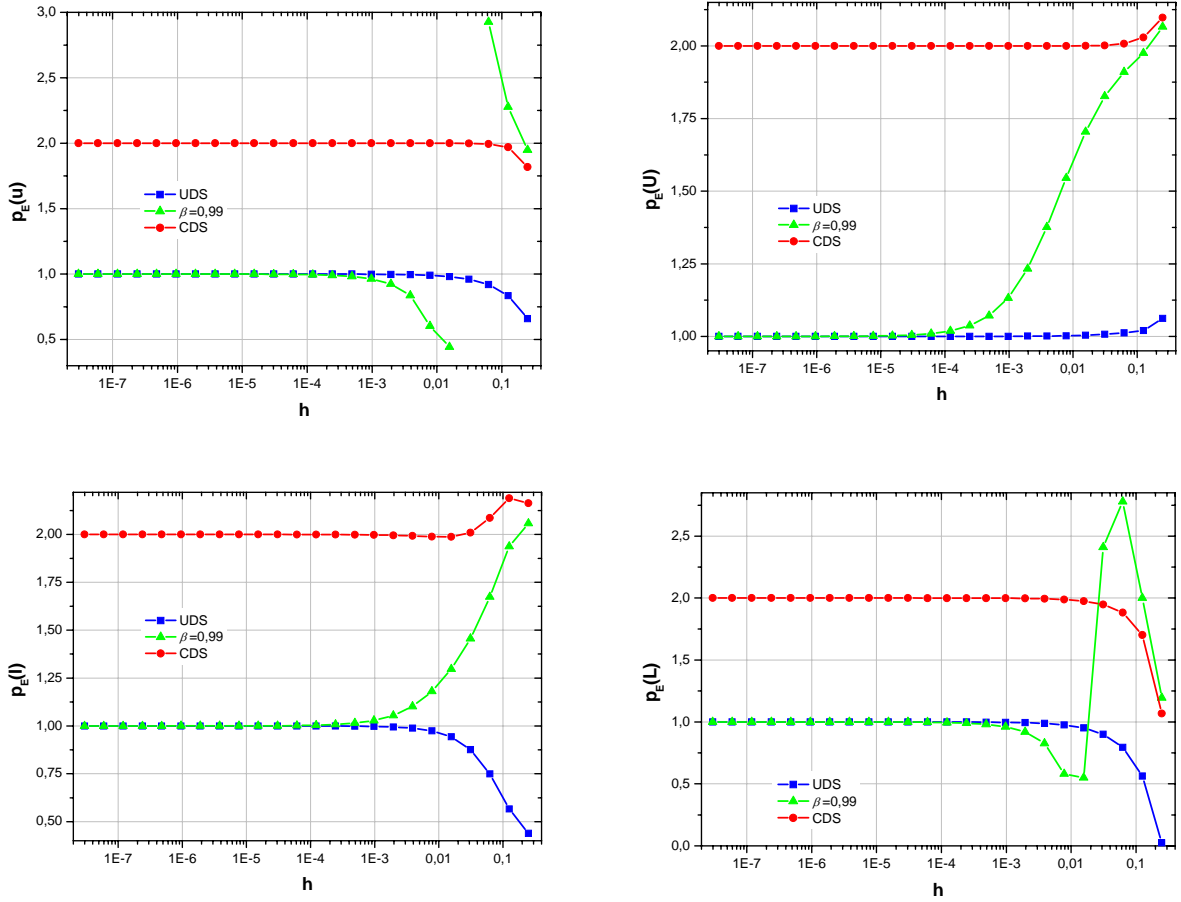 3,0
2,5
2,0
1,5
1,0
0,5
p_E(u)
UDS
β=0,99
CDS
1E-7 1E-6 1E-5 1E-4 1E-3 0,01 0,1
h
2,00
1,75
1,50
1,25
1,00
p_E(U)
UDS
β=0,99
CDS
1E-7 1E-6 1E-5 1E-4 1E-3 0,01 0,1
h
2,00
1,75
1,50
1,25
1,00
0,75
0,50
p_E(I)
UDS
β=0,99
CDS
1E-7 1E-6 1E-5 1E-4 1E-3 0,01 0,1
h
2,5
2,0
1,5
1,0
0,5
0,0
p_E(L)
UDS
β=0,99
CDS
1E-7 1E-6 1E-5 1E-4 1E-3 0,01 0,1
h